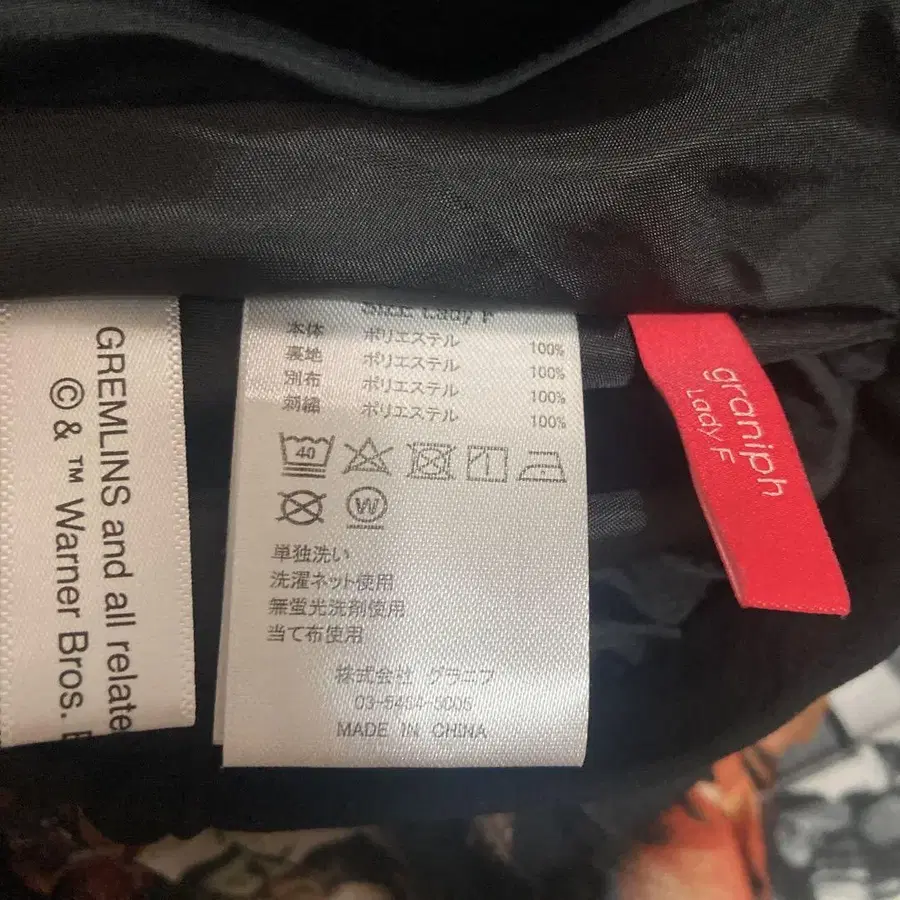 GREMLINS and all relate
© & ™ Warner Bros.
SIZE Lady F
本体 ポリエステル 100%
裏地 ポリエステル 100%
別布 ポリエステル 100%
刺繍 ポリエステル 100%
40
W
単独洗い
洗濯ネット使用
無蛍光洗剤使用
当て布使用
株式会社 グラニフ
MADE IN CHINA
graniph
Lady F